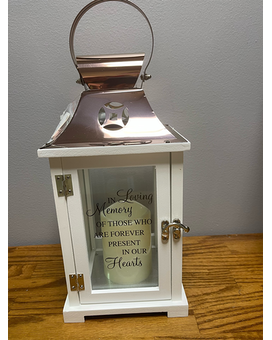 IN Loving
Memory
OF THOSE WHO
ARE FOREVER
PRESENT
IN OUR
Hearts